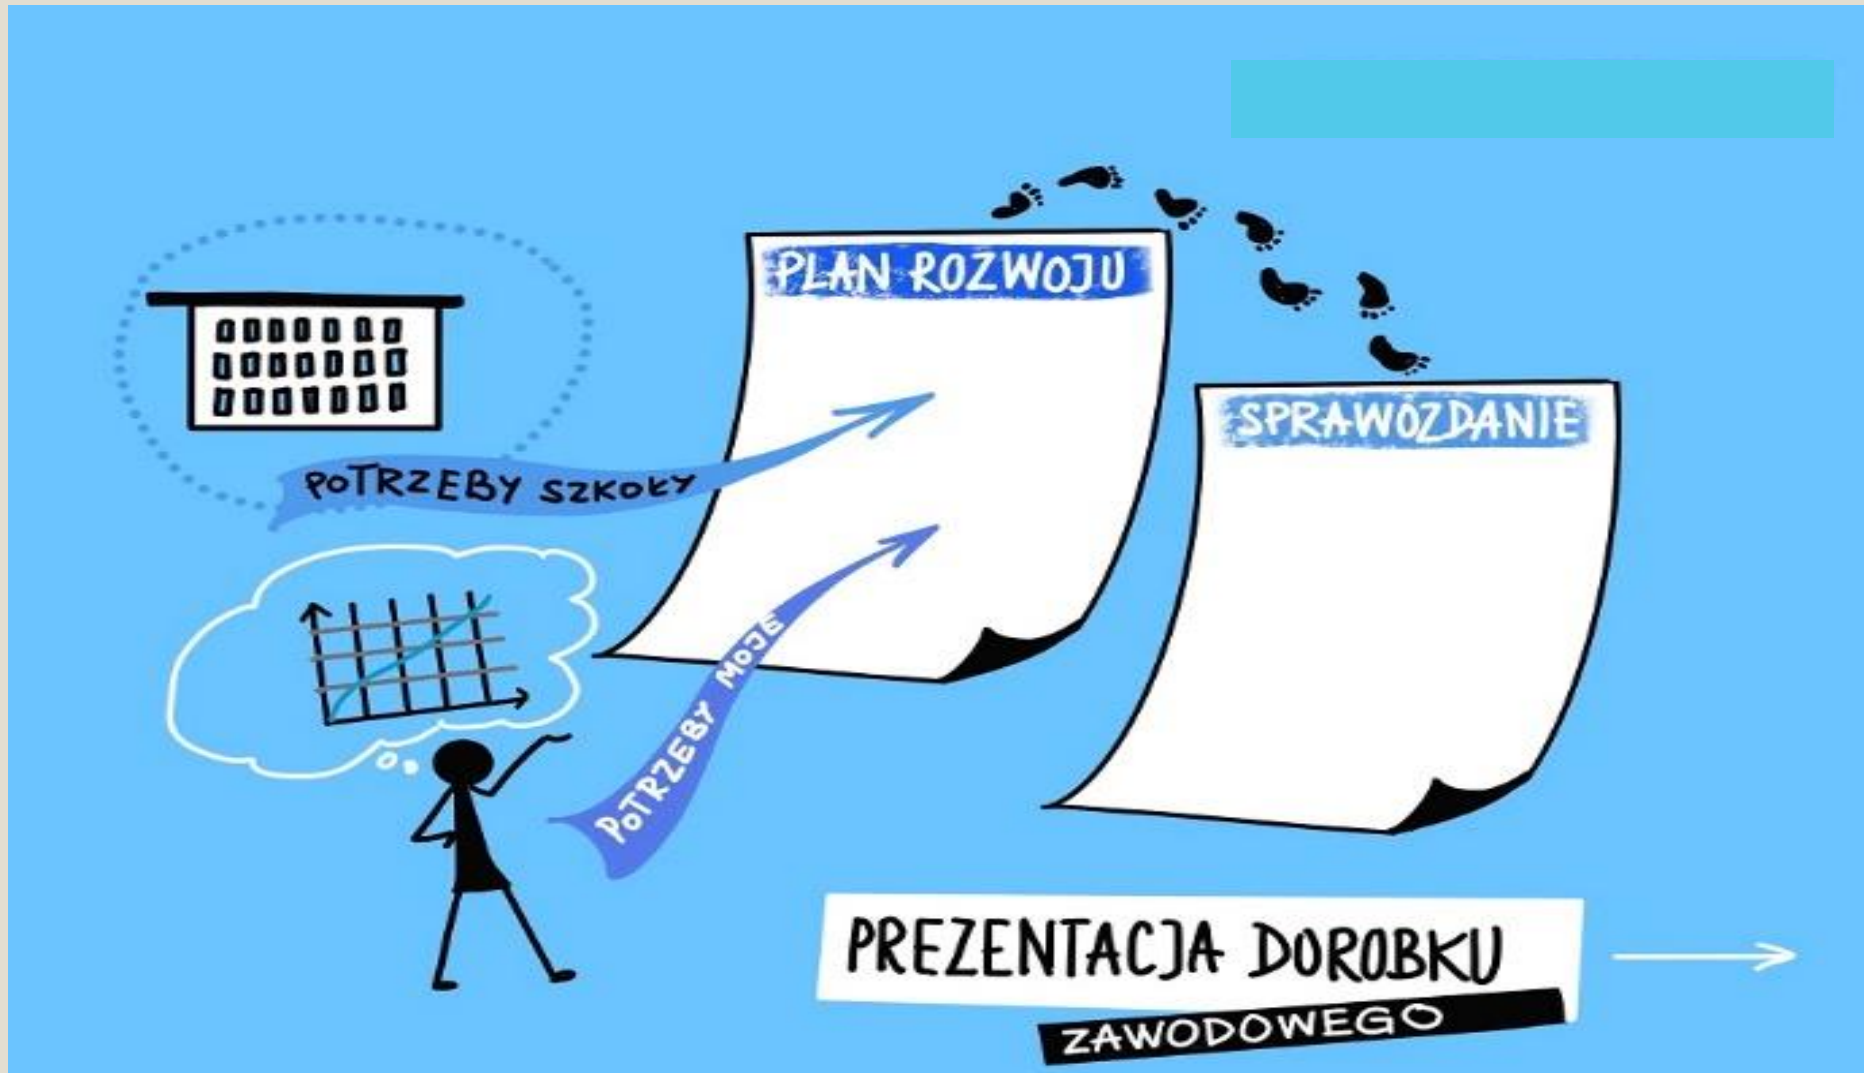 PLAN ROZWOJU
SPRAWOZDANIE
POTRZEBY SZKOŁY
POTRZEBY MOJE
PREZENTACJA DOROBKU
ZAWODOWEGO